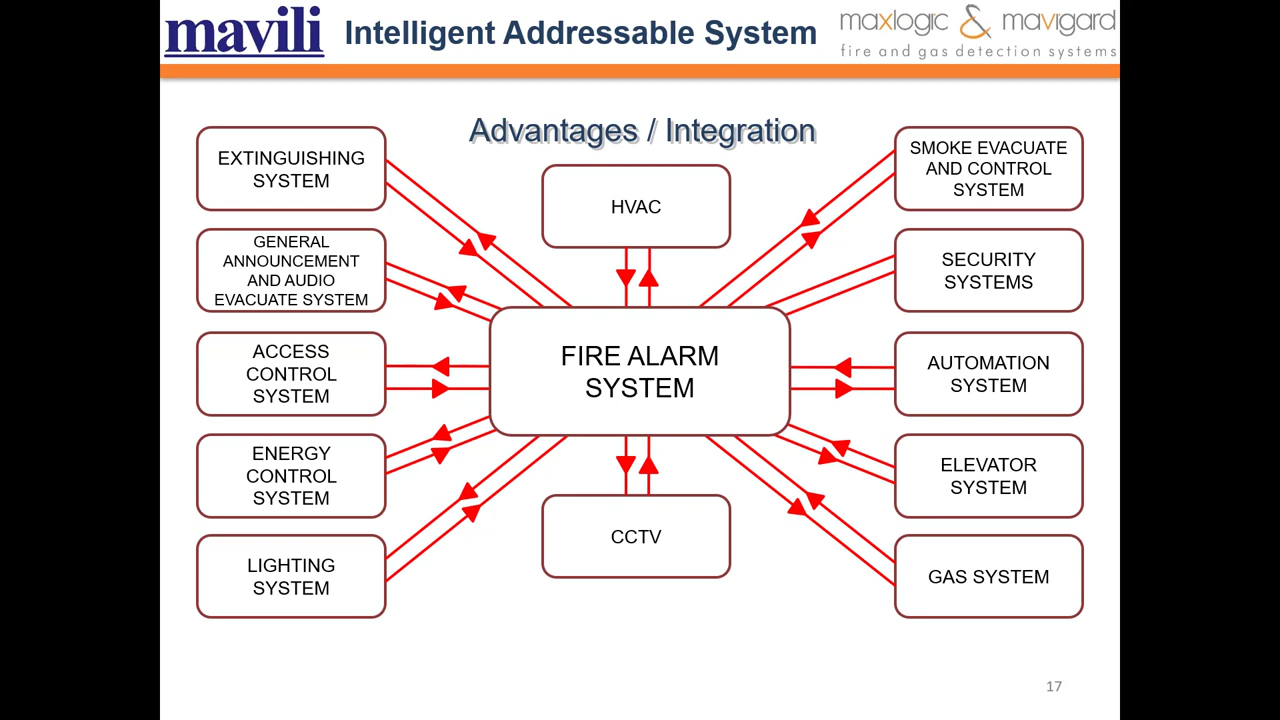 mavili
Intelligent Addressable System
maxlogic & mavigard
fire and gas detection systems
Advantages / Integration
EXTINGUISHING
SYSTEM
HVAC
SMOKE EVACUATE
AND CONTROL
SYSTEM
GENERAL
ANNOUNCEMENT
AND AUDIO
EVACUATE SYSTEM
SECURITY
SYSTEMS
FIRE ALARM
SYSTEM
ACCESS
CONTROL
SYSTEM
AUTOMATION
SYSTEM
ENERGY
CONTROL
SYSTEM
ELEVATOR
SYSTEM
CCTV
LIGHTING
SYSTEM
GAS SYSTEM
17